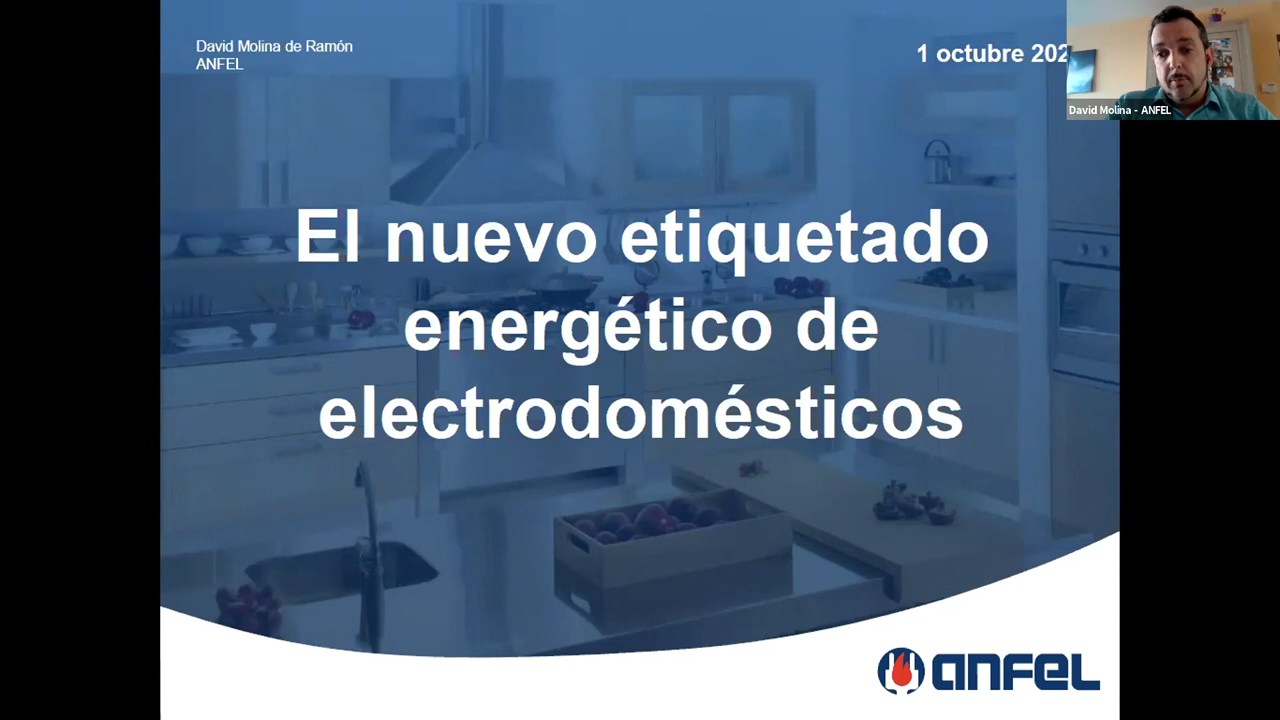 David Molina de Ramón
ANFEL
1 octubre 202
David Molina - ANFEL
El nuevo etiquetado
energético de
electrodomésticos
anfel